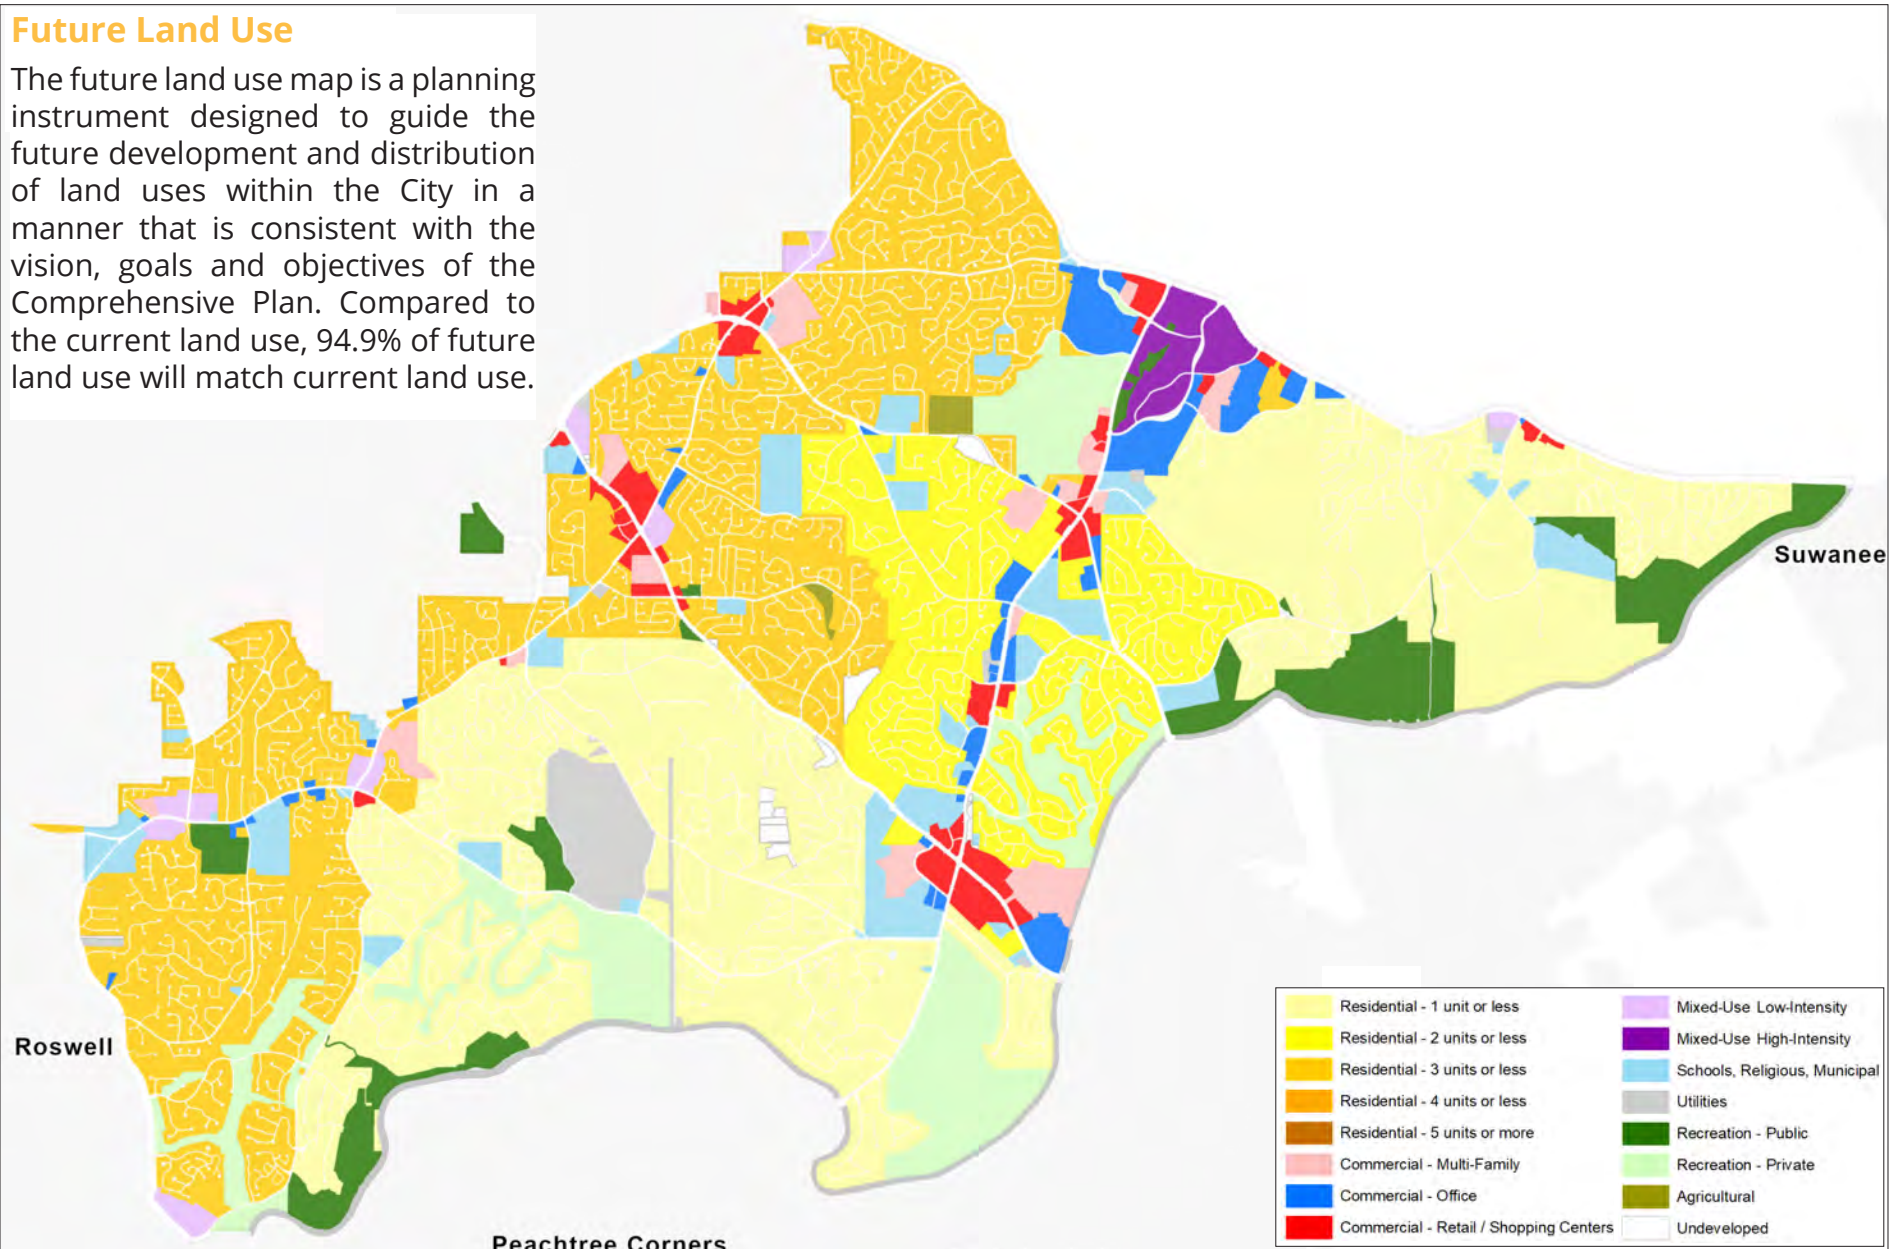 Future Land Use
The future land use map is a planning
instrument designed to guide the
future development and distribution
of land uses within the City in a
manner that is consistent with the
vision, goals and objectives of the
Comprehensive Plan. Compared to
the current land use, 94.9% of future
land use will match current land use.
Suwanee
Roswell
Peachtree Corners
Residential - 1 unit or less
Residential - 2 units or less
Residential - 3 units or less
Residential - 4 units or less
Residential - 5 units or more
Commercial - Multi-Family
Commercial - Office
Commercial - Retail / Shopping Centers
Mixed-Use Low-Intensity
Mixed-Use High-Intensity
Schools, Religious, Municipal
Utilities
Recreation - Public
Recreation - Private
Agricultural
Undeveloped